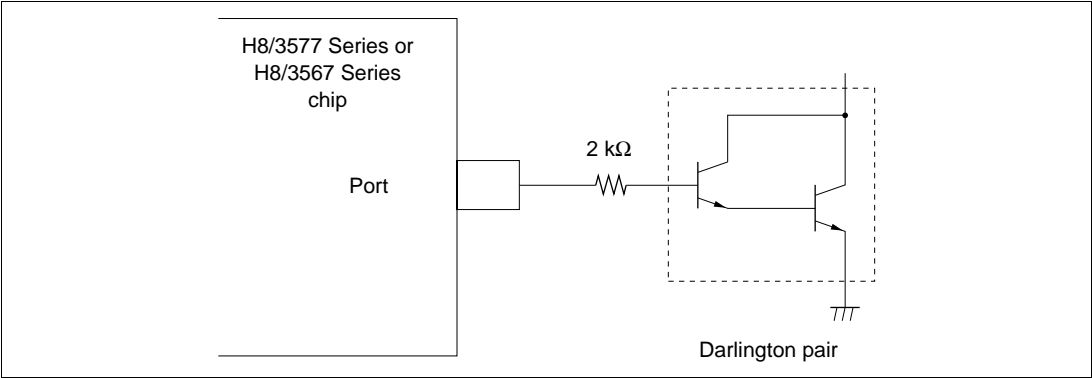 H8/3577 Series or
H8/3567 Series
chip
2 kΩ
Port
Darlington pair